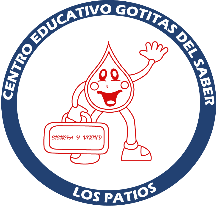 CENTRO EDUCATIVO GOTITAS DEL SABER
LOS PATIOS